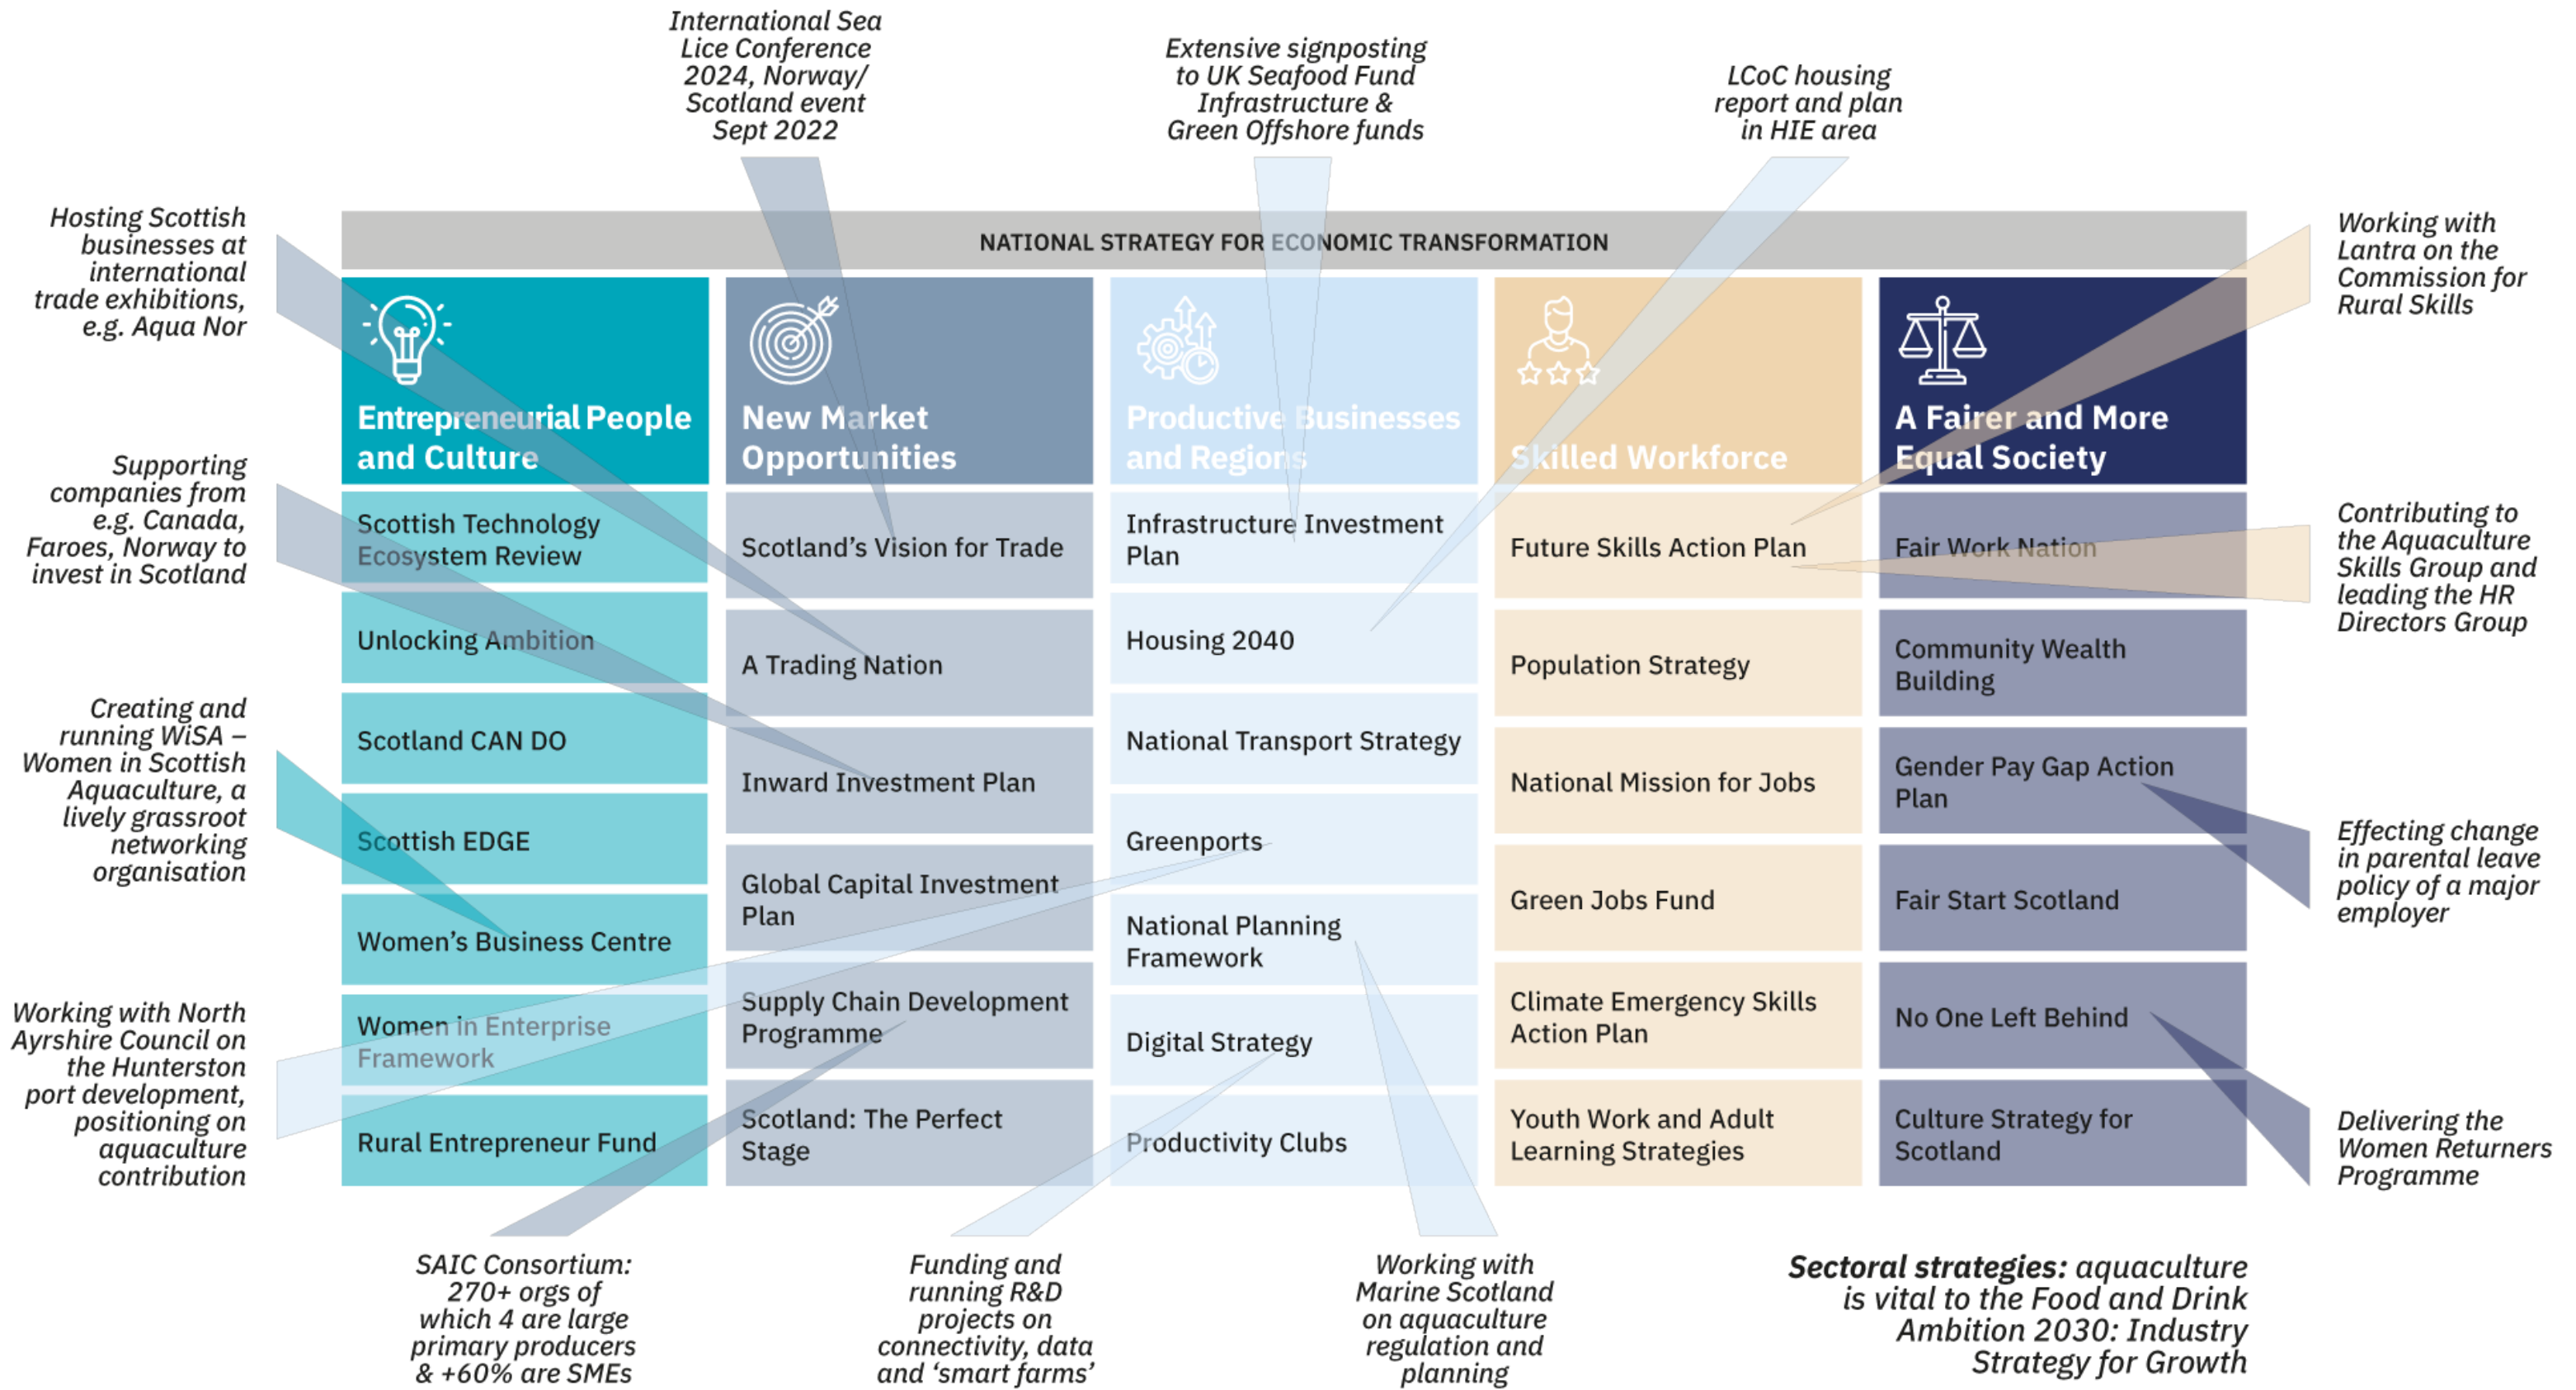 International Sea
Lice Conference
2024, Norway/
Scotland event
Sept 2022
Extensive signposting
to UK Seafood Fund
Infrastructure &
Green Offshore funds
LCoC housing
report and plan
in HIE area
Hosting Scottish
businesses at
international
trade exhibitions,
e.g. Aqua Nor
Supporting
companies from
e.g. Canada,
Faroes, Norway to
invest in Scotland
Creating and
running WiSA –
Women in Scottish
Aquaculture, a
lively grassroot
networking
organisation
Working with North
Ayrshire Council on
the Hunterston
port development,
positioning on
aquaculture
contribution
NATIONAL STRATEGY FOR ECONOMIC TRANSFORMATION
Entrepreneurial People
and Culture
Scottish Technology
Ecosystem Review
Unlocking Ambition
Scotland CAN DO
Scottish EDGE
Women's Business Centre
Women in Enterprise
Framework
Rural Entrepreneur Fund
New Market
Opportunities
Scotland's Vision for Trade
A Trading Nation
Inward Investment Plan
Global Capital Investment
Plan
Supply Chain Development
Programme
Scotland: The Perfect
Stage
Productive Businesses
and Regions
Infrastructure Investment
Plan
Housing 2040
National Transport Strategy
Greenports
National Planning
Framework
Digital Strategy
Productivity Clubs
Skilled Workforce
Future Skills Action Plan
Population Strategy
National Mission for Jobs
Green Jobs Fund
Climate Emergency Skills
Action Plan
Youth Work and Adult
Learning Strategies
A Fairer and More
Equal Society
Fair Work Nation
Community Wealth
Building
Gender Pay Gap Action
Plan
Fair Start Scotland
No One Left Behind
Culture Strategy for
Scotland
Working with
Lantra on the
Commission for
Rural Skills
Contributing to
the Aquaculture
Skills Group and
leading the HR
Directors Group
Effecting change
in parental leave
policy of a major
employer
Delivering the
Women Returners
Programme
SAIC Consortium:
270+ orgs of
which 4 are large
primary producers
& +60% are SMEs
Funding and
running R&D
projects on
connectivity, data
and ‘smart farms’
Working with
Marine Scotland
on aquaculture
regulation and
planning
Sectoral strategies: aquaculture
is vital to the Food and Drink
Ambition 2030: Industry
Strategy for Growth